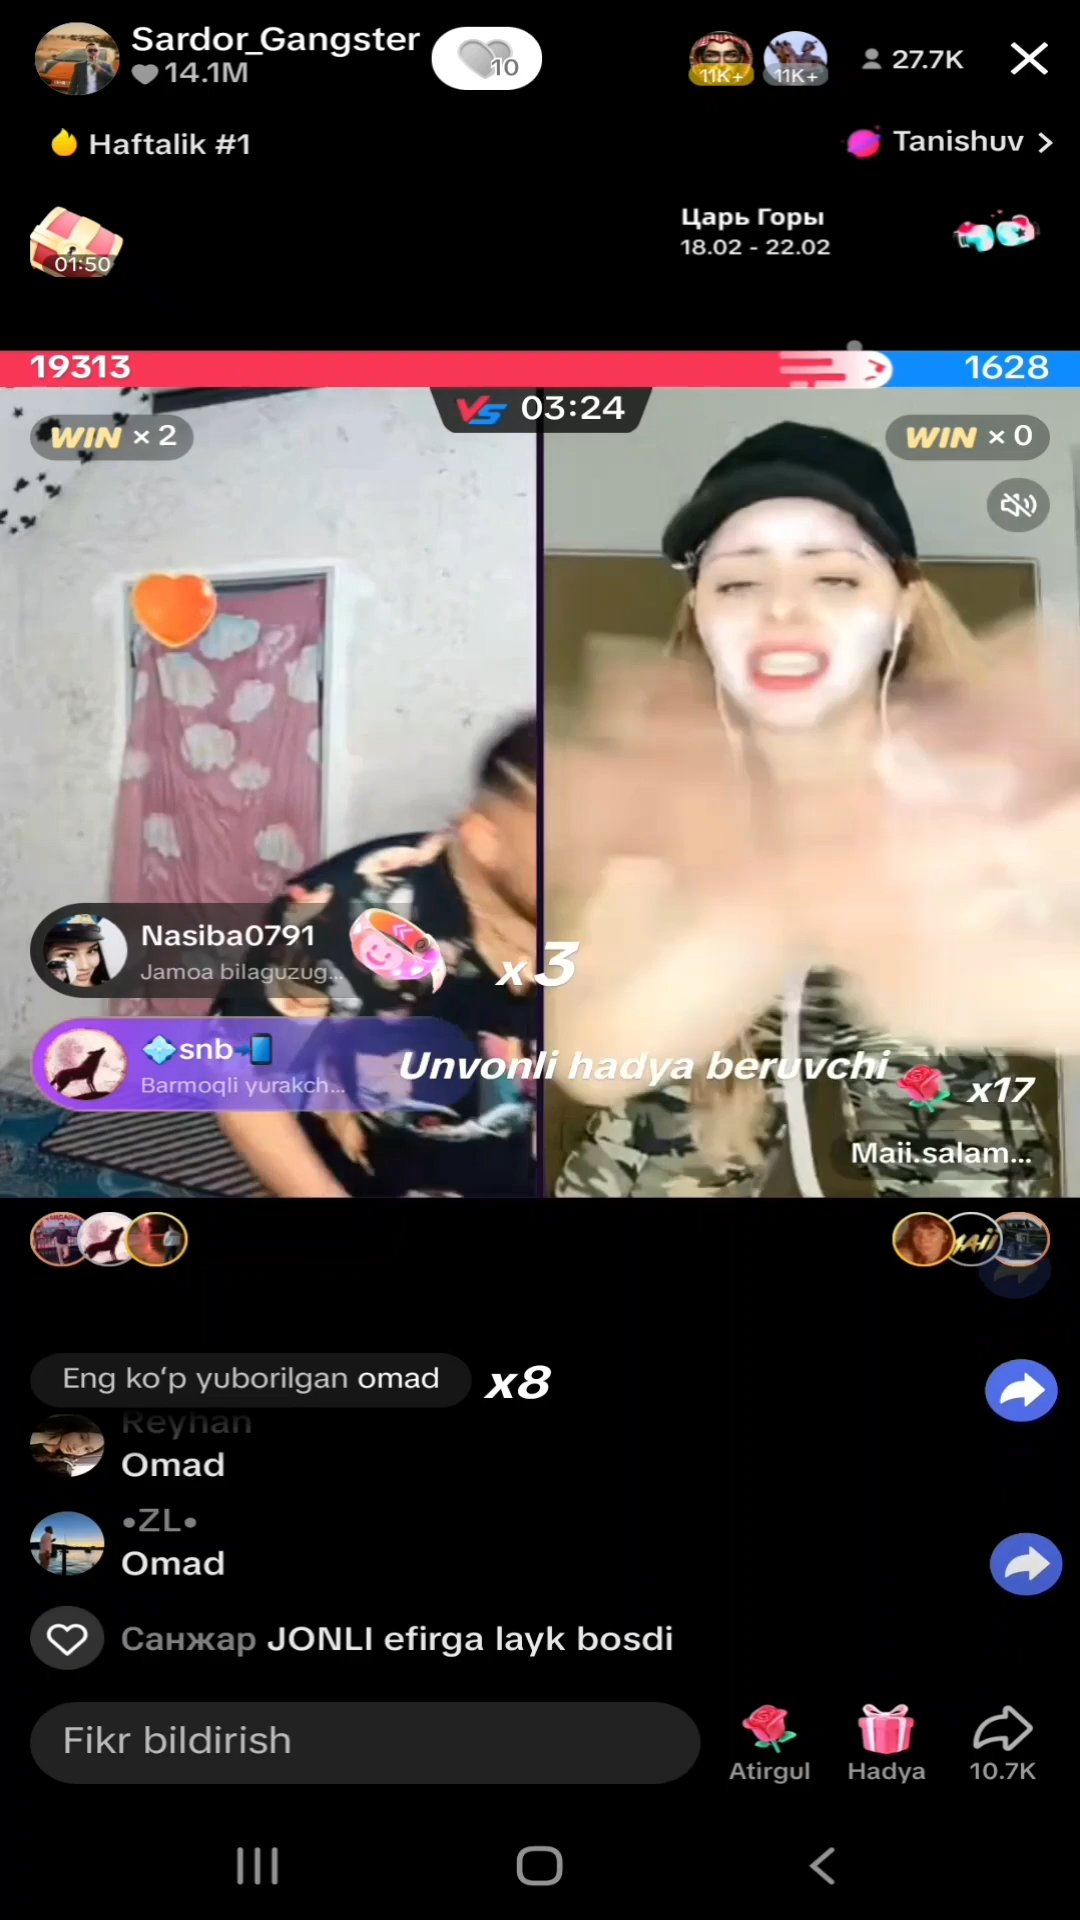 Sardor_Gangster
14.1M
10
11K+
11K+
27.7K
Haftalik #1
Tanishuv >
01:50
Царь Горы
18.02 - 22.02
19313
1628
VS 03:24
WIN × 2
WIN × 0
Nasiba0791
Jamoa bilaguzug...
x3
snb
Barmoqli yurakch...
Unvonli hadya beruvchi
x17
Maii.salam...
MAII
Eng ko‘p yuborilgan omad
x8
Reyhan
Omad
•ZL•
Omad
Санжар JONLI efirga layk bosdi
Fikr bildirish
Atirgul
Hadya
10.7K